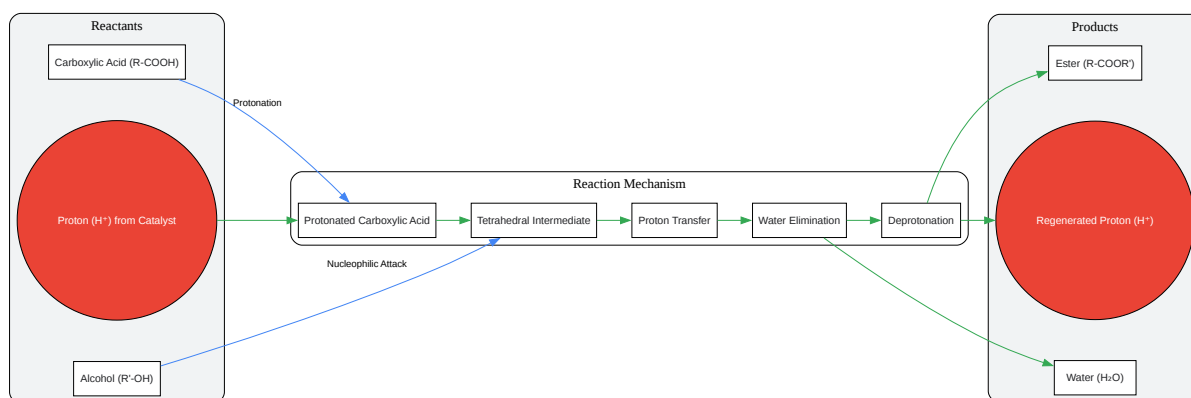 Reactants
Carboxylic Acid (R-COOH)
Protonation
Proton (H⁺) from Catalyst
Alcohol (R'-OH)
Nucleophilic Attack
Reaction Mechanism
Protonated Carboxylic Acid
Tetrahedral Intermediate
Proton Transfer
Water Elimination
Deprotonation
Products
Ester (R-COOR')
Regenerated Proton (H⁺)
Water (H₂O)